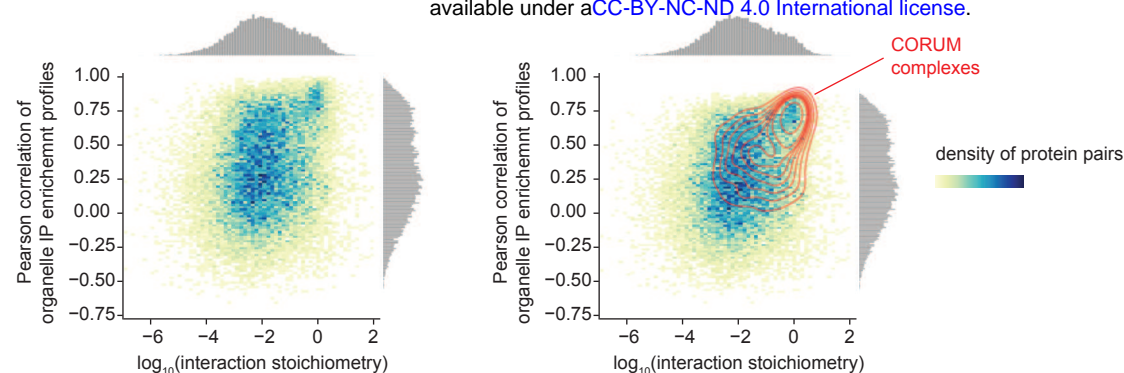 available under aCC-BY-NC-ND 4.0 International license.
CORUM
complexes
Pearson correlation of
organelle IP enrichemnt profiles
1.00
0.75
0.50
0.25
0.00
−0.25
−0.50
−0.75
−6
−4
−2
0
2
log10(interaction stoichiometry)
Pearson correlation of
organelle IP enrichemnt profiles
1.00
0.75
0.50
0.25
0.00
−0.25
−0.50
−0.75
−6
−4
−2
0
2
log10(interaction stoichiometry)
density of protein pairs